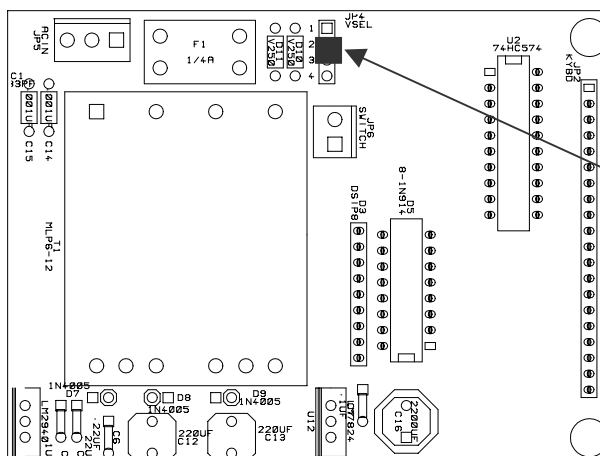 JP4
VSEL
1
2
3
4
ACIN
JP5
F1
1/4A
D11
V250
D10
V250
U2
74HC574
KYBD
JP2
C1
33PF
.001UF
.001UF
C15
C14
SWITCH
JP6
8-1N914
D5
DSIP8
D3
T1
MLP6-12
1N4005
D7
D8
1N4005
D9
1N4005
LM2940
.22UF
C6
220UF
C12
220UF
C13
U12
.1UF
2200UF
C16